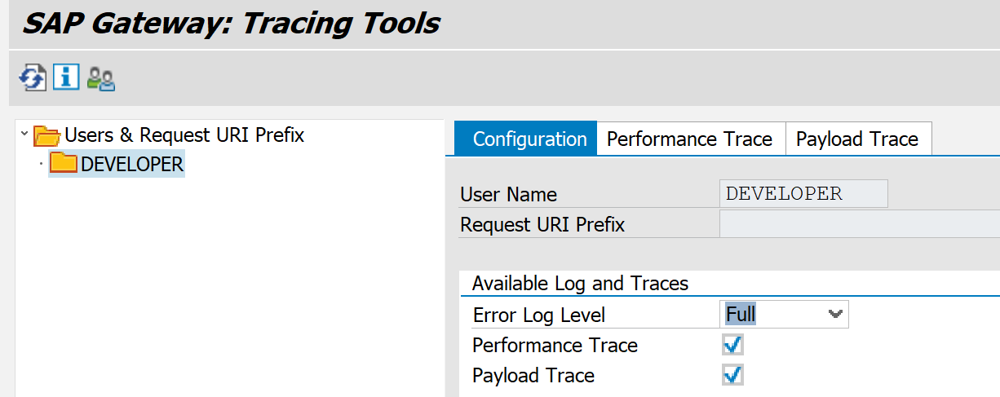 SAP Gateway: Tracing Tools
Users & Request URI Prefix
DEVELOPER
Configuration
Performance Trace
Payload Trace
User Name
DEVELOPER
Request URI Prefix
Available Log and Traces
Error Log Level
Full
Performance Trace
Payload Trace